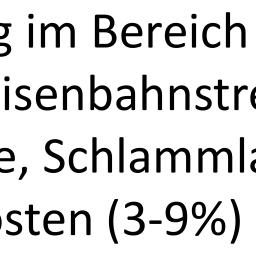 g im Bereich
isenbahnstre
e, Schlammla
osten (3-9%)